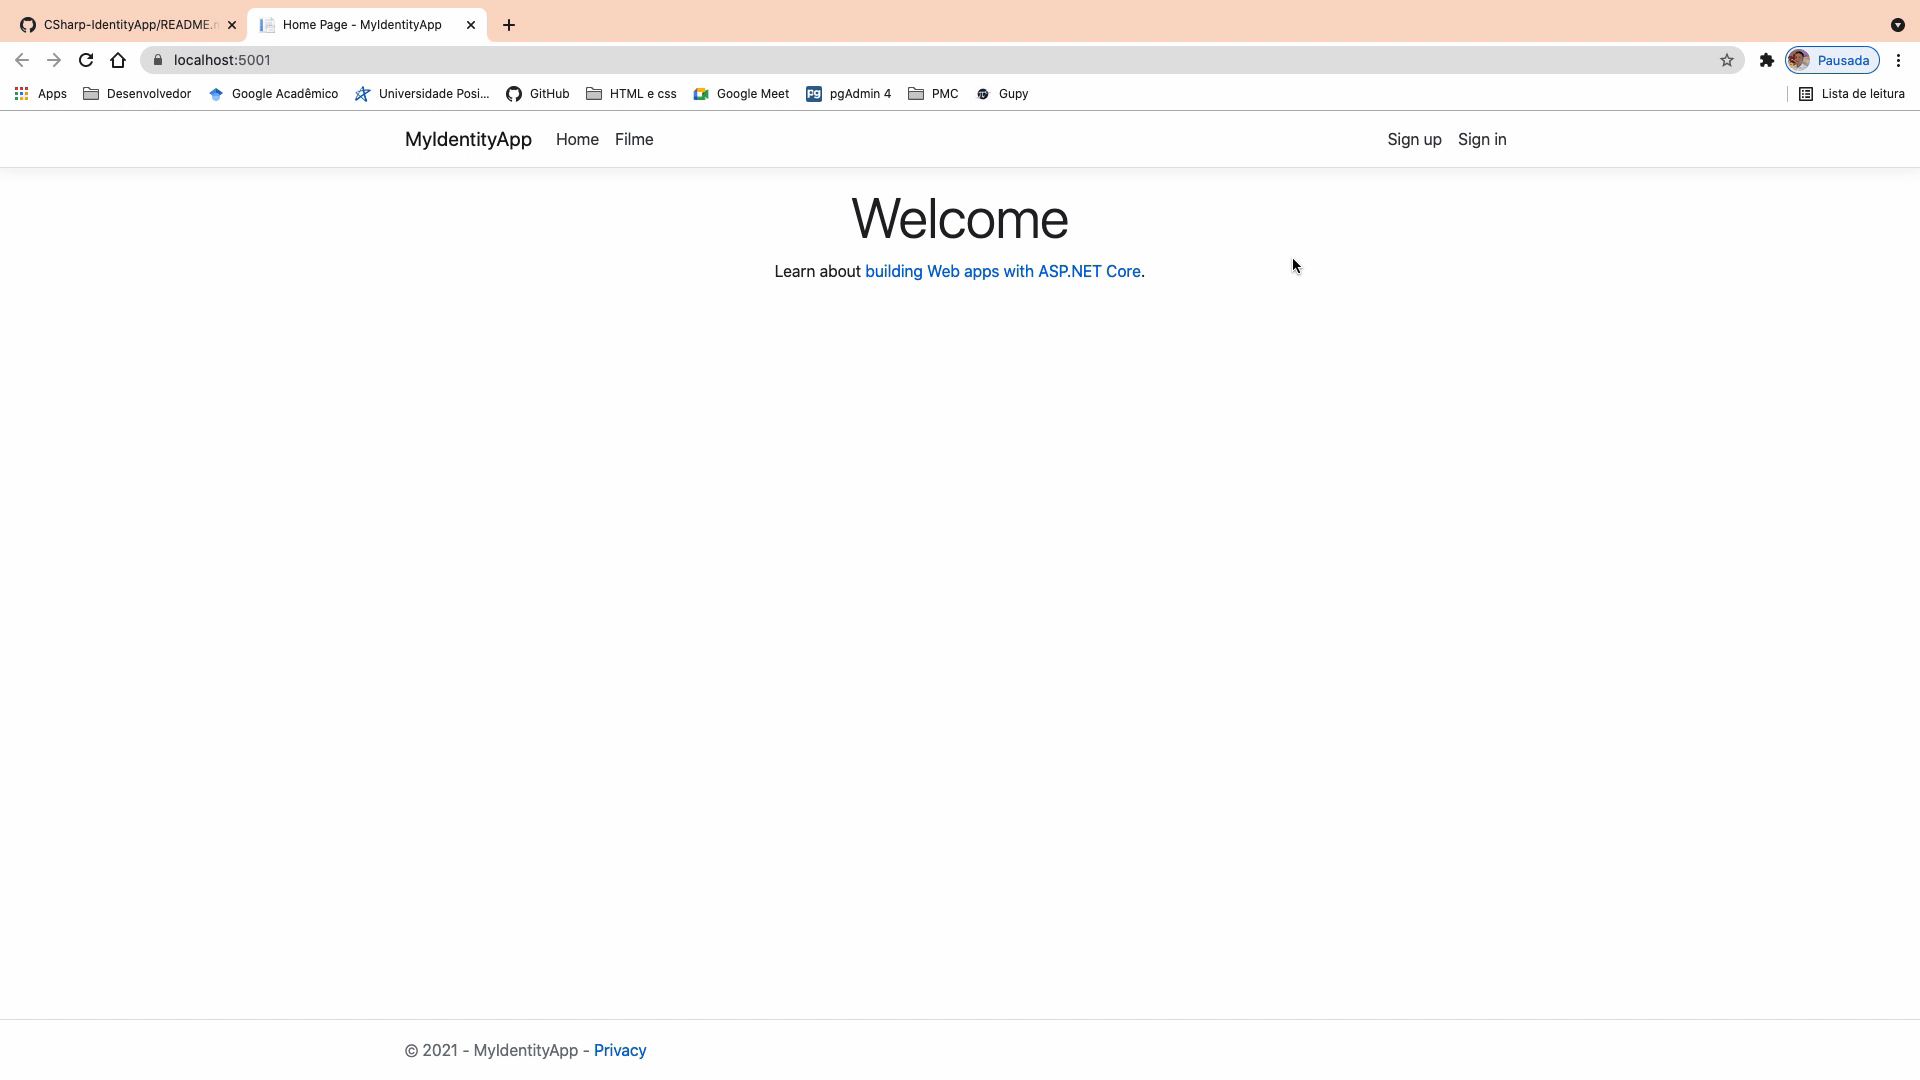 CSharp-IdentityApp/README.
Home Page - MyIdentityApp
localhost:5001
Pausada
Apps
Desenvolvedor
Google Acadêmico
Universidade Posi...
GitHub
HTML e css
Google Meet
pgAdmin 4
PMC
Gupy
Lista de leitura
MyIdentityApp Home Filme Sign up Sign in
Welcome
Learn about building Web apps with ASP.NET Core.
© 2021 - MyIdentityApp - Privacy